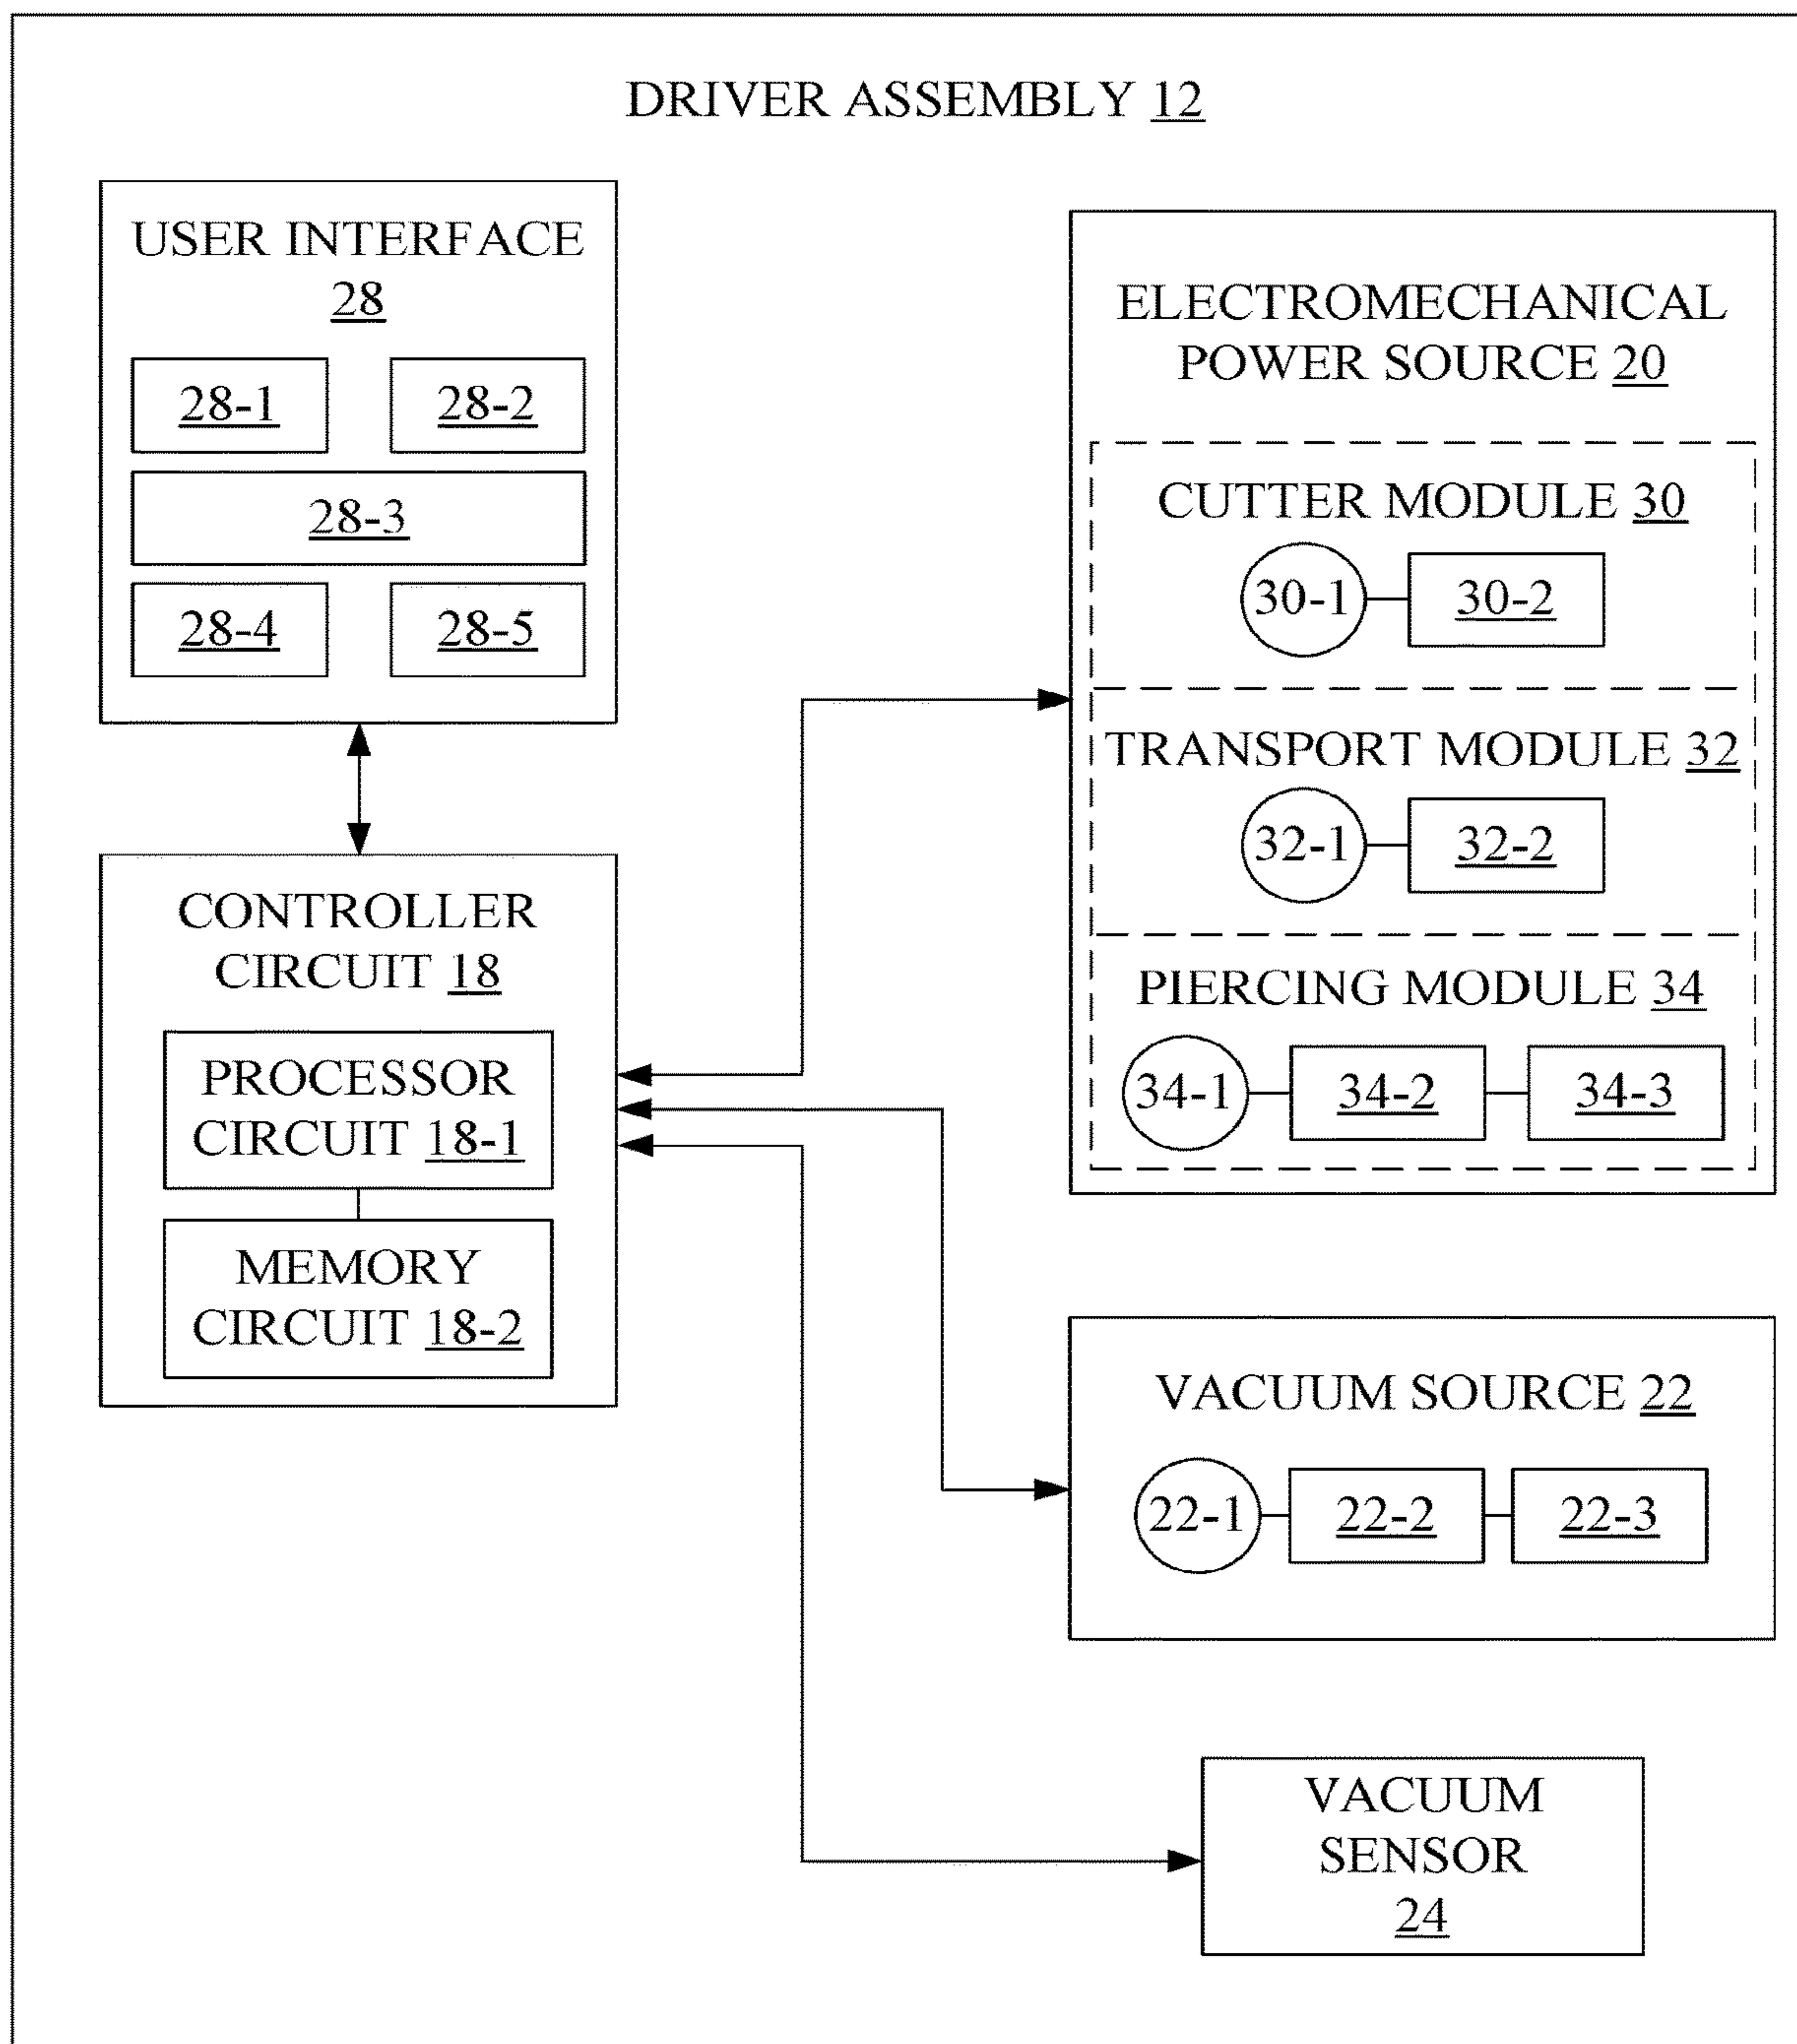 DRIVER ASSEMBLY 12
USER INTERFACE
28
28-1
28-2
28-3
28-4
28-5
CONTROLLER
CIRCUIT 18
PROCESSOR
CIRCUIT 18-1
MEMORY
CIRCUIT 18-2
ELECTROMECHANICAL
POWER SOURCE 20
CUTTER MODULE 30
30-1
30-2
TRANSPORT MODULE 32
32-1
32-2
PIERCING MODULE 34
34-1
34-2
34-3
VACUUM SOURCE 22
22-1
22-2
22-3
VACUUM
SENSOR
24